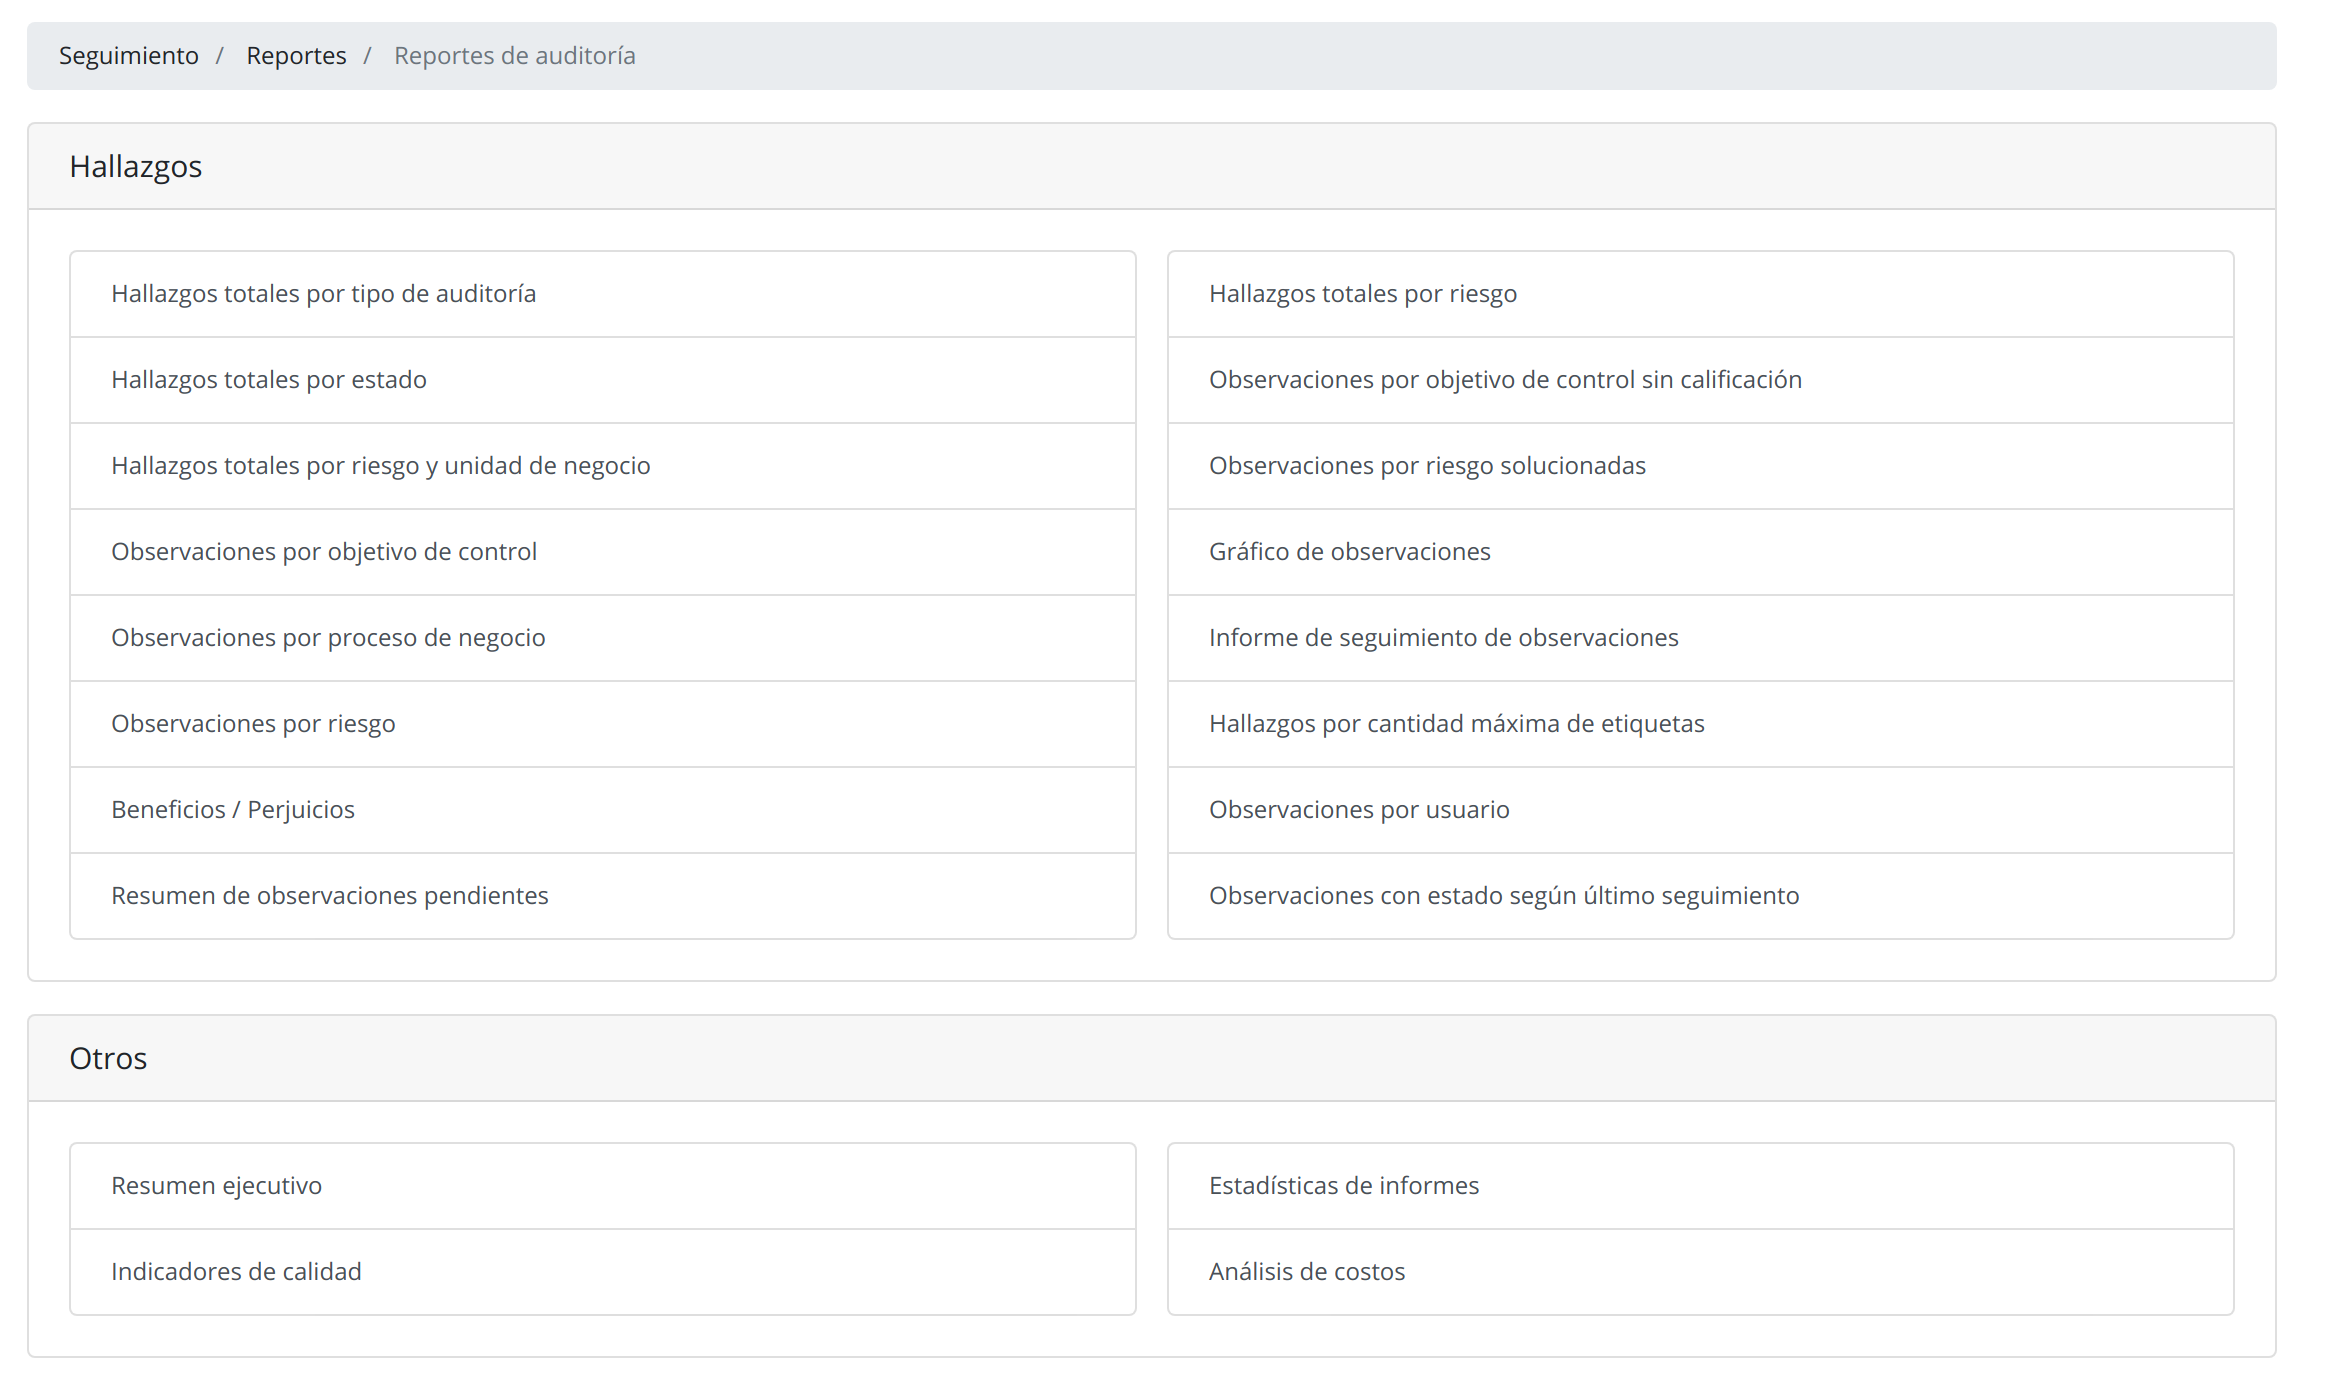 Seguimiento / Reportes / Reportes de auditoría
Hallazgos
Hallazgos totales por tipo de auditoría
Hallazgos totales por estado
Hallazgos totales por riesgo y unidad de negocio
Observaciones por objetivo de control
Observaciones por proceso de negocio
Observaciones por riesgo
Beneficios / Perjuicios
Resumen de observaciones pendientes
Hallazgos totales por riesgo
Observaciones por objetivo de control sin calificación
Observaciones por riesgo solucionadas
Gráfico de observaciones
Informe de seguimiento de observaciones
Hallazgos por cantidad máxima de etiquetas
Observaciones por usuario
Observaciones con estado según último seguimiento
Otros
Resumen ejecutivo
Indicadores de calidad
Estadísticas de informes
Análisis de costos